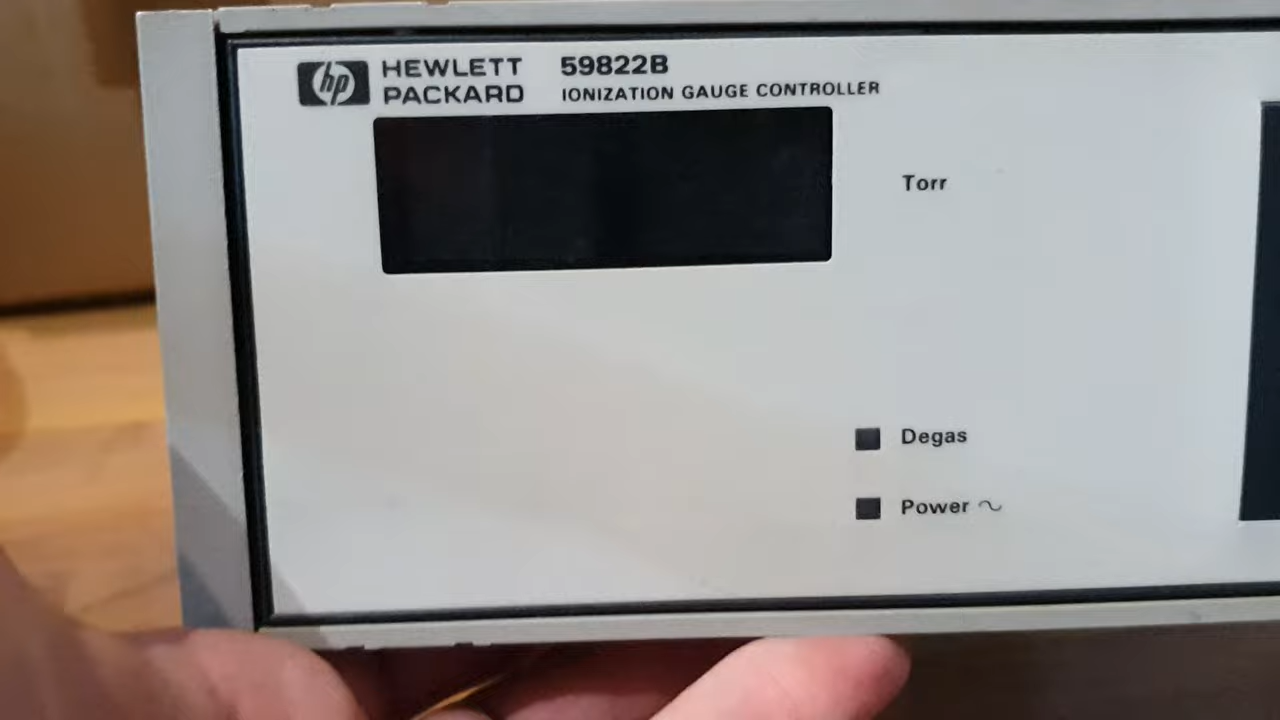 hp HEWLETT PACKARD 59822B
IONIZATION GAUGE CONTROLLER
Torr
Degas
Power ~